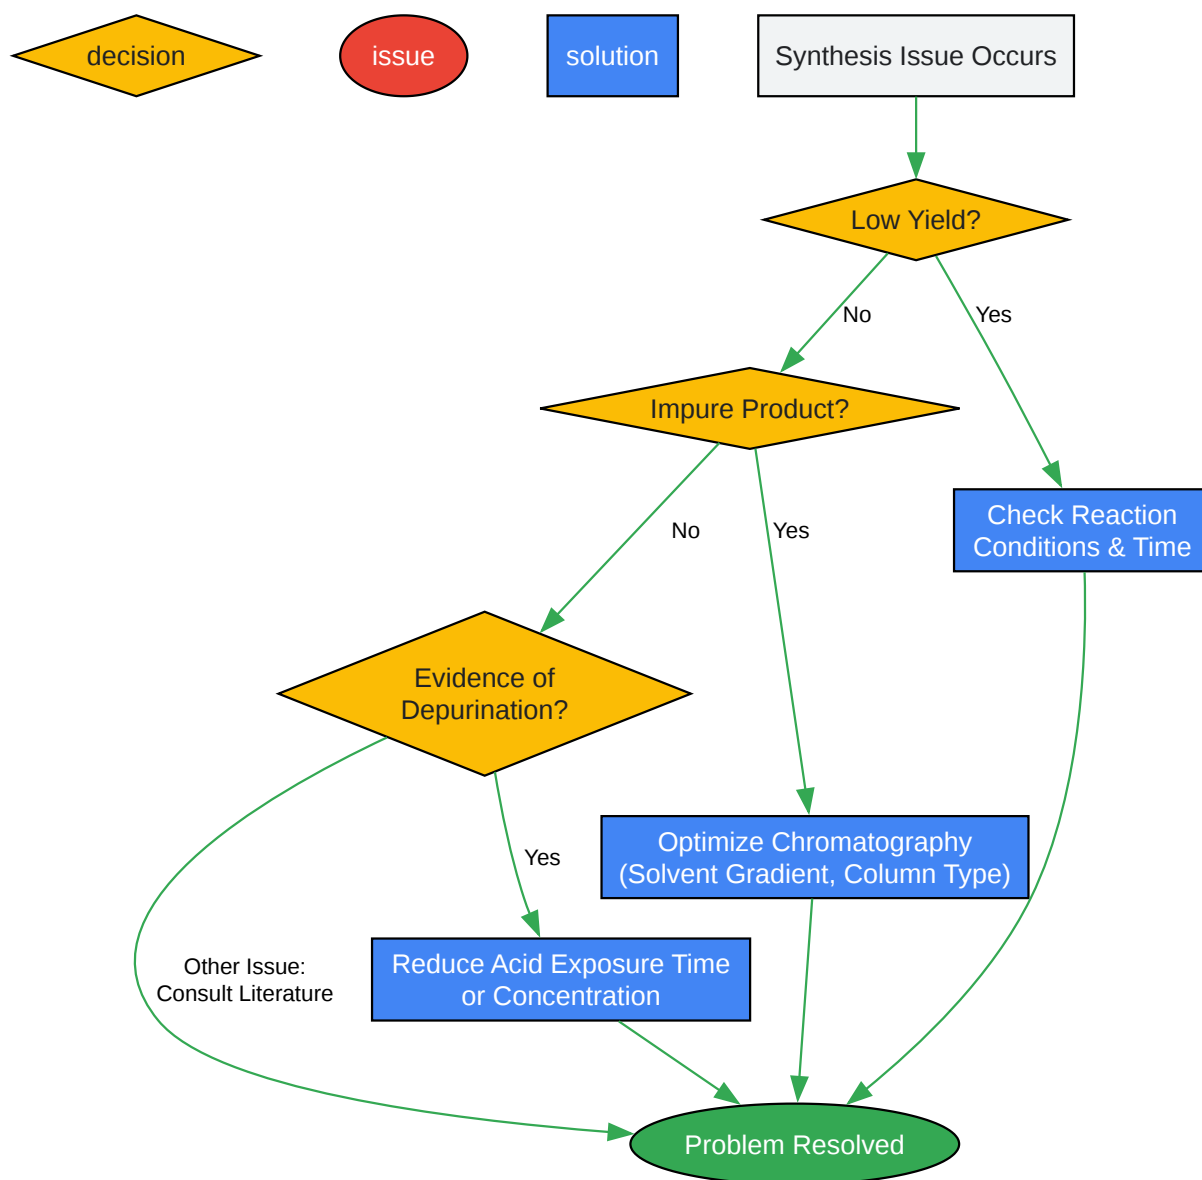 decision
issue
solution
Synthesis Issue Occurs
Low Yield?
No
Yes
Impure Product?
Check Reaction
Conditions & Time
No
Yes
Evidence of
Depurination?
Optimize Chromatography
(Solvent Gradient, Column Type)
Yes
Other Issue:
Consult Literature
Reduce Acid Exposure Time
or Concentration
Problem Resolved